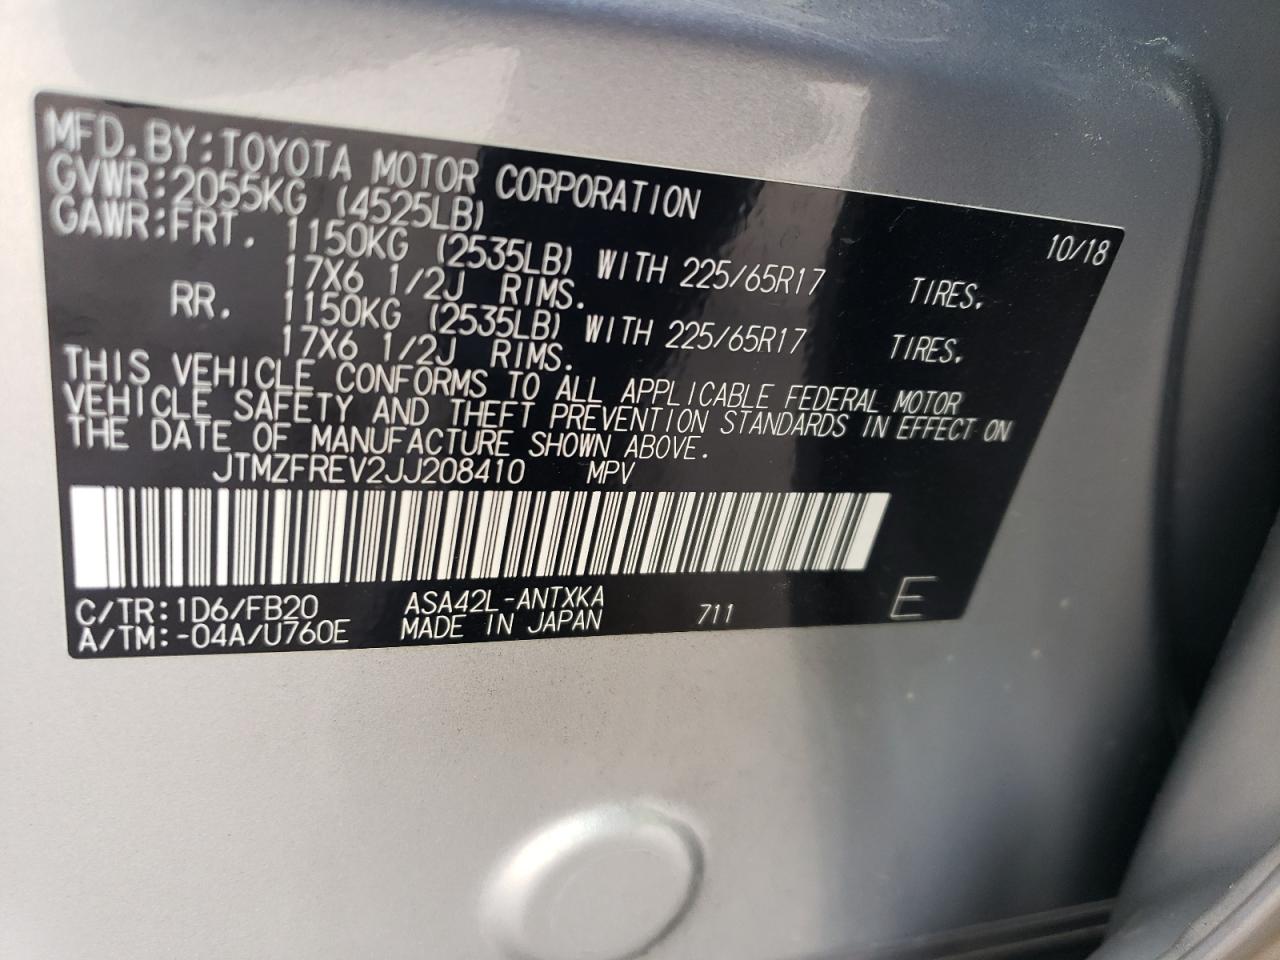 MFD. BY: TOYOTA MOTOR CORPORATION 10/18
GVWR: 2055KG (4525LB)
GAWR: FRT. 1150KG (2535LB) WITH 225/65R17 TIRES.
17X6 1/2J RIMS.
RR. 1150KG (2535LB) WITH 225/65R17 TIRES.
17X6 1/2J RIMS.
THIS VEHICLE CONFORMS TO ALL APPLICABLE FEDERAL MOTOR
VEHICLE SAFETY AND THEFT PREVENTION STANDARDS IN EFFECT ON
THE DATE OF MANUFACTURE SHOWN ABOVE.
JTMZFREV2JJ208410 MPV
C/TR: 1D6/FB20 ASA42L-ANTXKA
A/TM: -04A/U760E MADE IN JAPAN 711 E